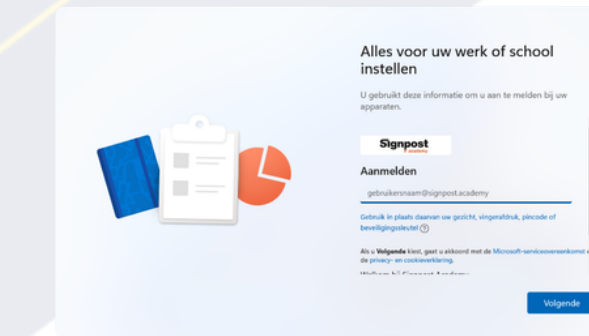 Alles voor uw werk of school
instellen
U gebruikt deze informatie om u aan te melden bij uw
apparaten.
Signpost
academy
Aanmelden
gebruikersnaam@signpost.academy
Gebruik in plaats daarvan uw gezicht, vingerafdruk, pincode of
beveiligingssleutel
Als u Volgende kiest, gaat u akkoord met de Microsoft-serviceovereenkomst
de privacy- en cookieverklaring.
Volgende